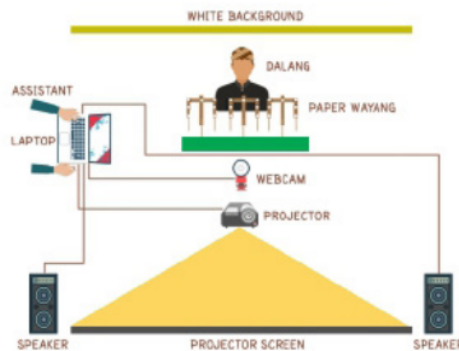 WHITE BACKGROUND
DALANG
ASSISTANT
PAPER WAYANG
LAPTOP
WEBCAM
PROJECTOR
SPEAKER
PROJECTOR SCREEN
SPEAKER